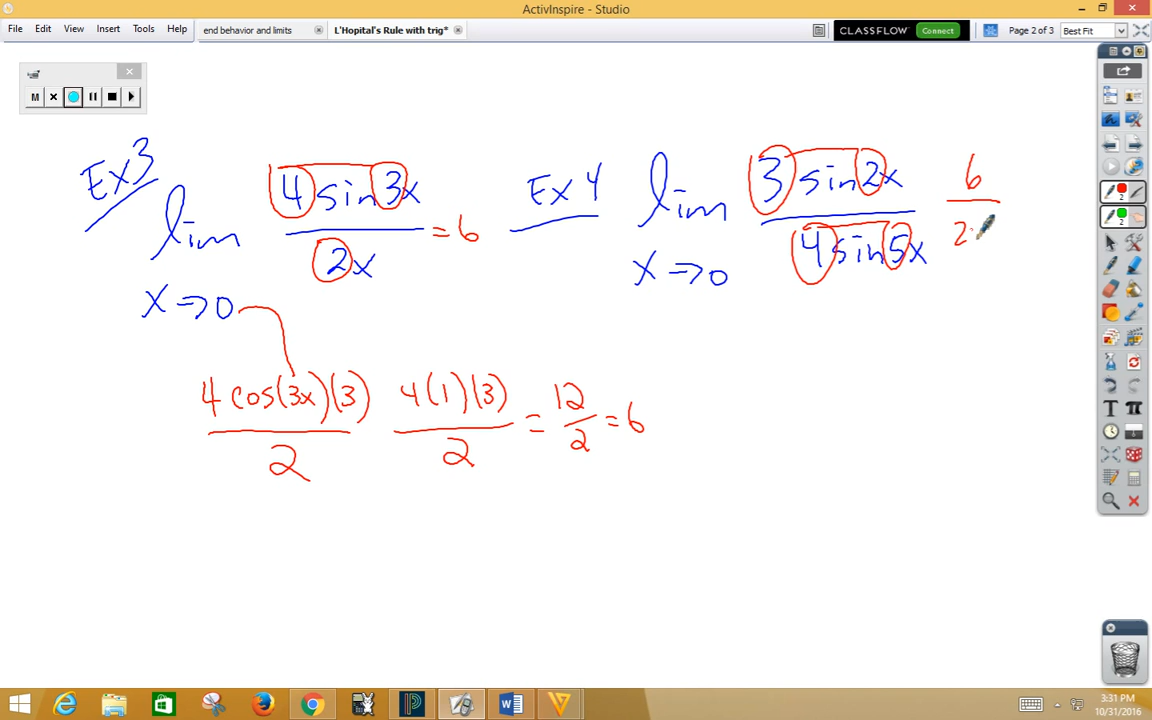 ActivInspire - Studio
File Edit View Insert Tools Help
end behavior and limits
L'Hopital's Rule with trig*
CLASSFLOW Connect
Page 2 of 3
Best Fit
M
Ex 3
lim
x→0
4 sin 3x
2x
= 6
Ex 4
lim
x→0
3 sin 2x
4 sin 5x
6
2
4 cos(3x)(3)
2
4(1)(3)
2
= 12
2
= 6
3:31 PM
10/31/2016